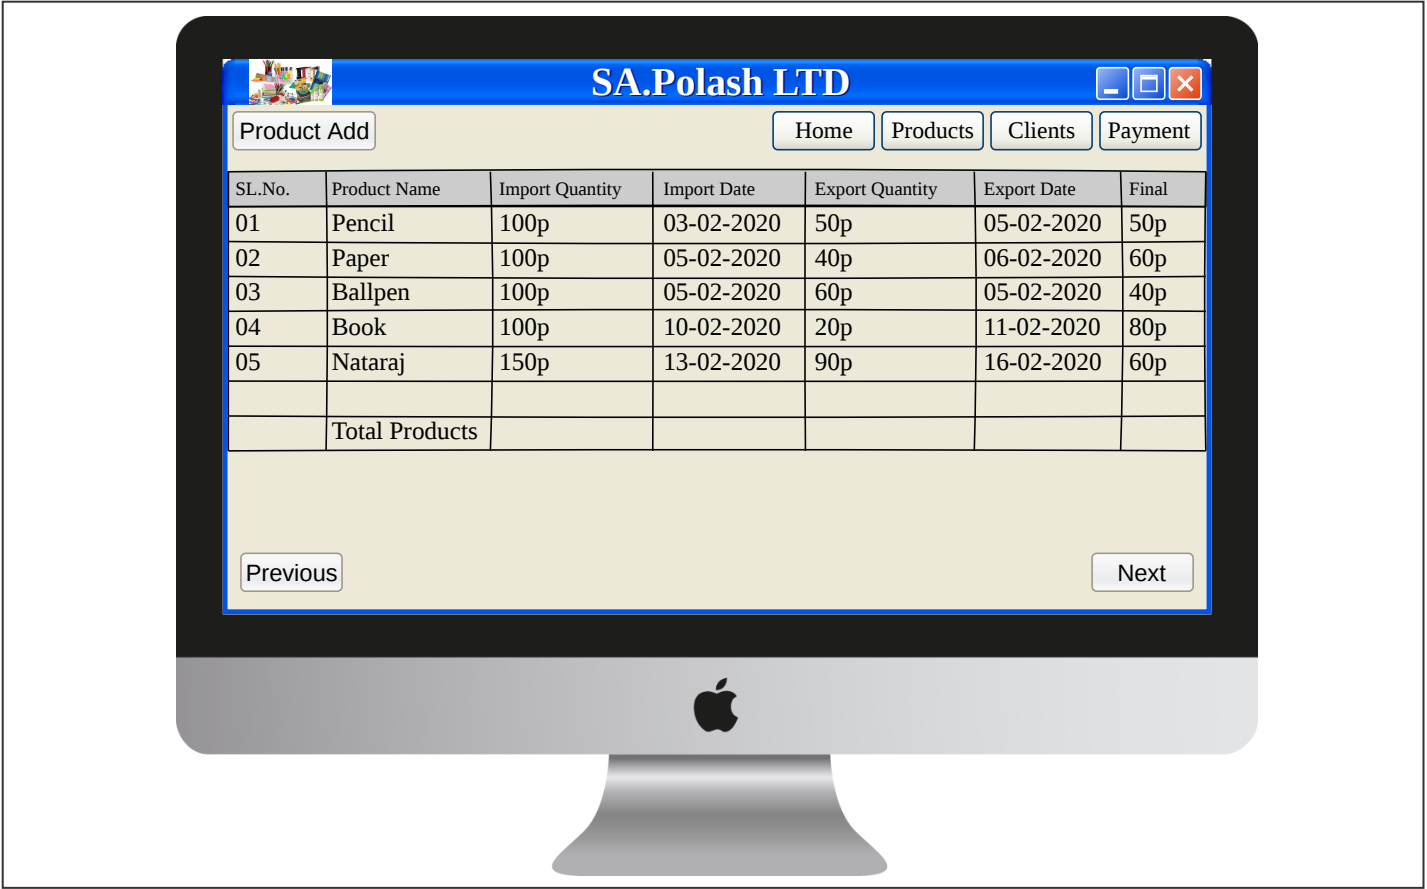 SA.Polash LTD
Product Add Home Products Clients Payment
SL.No. Product Name Import Quantity Import Date Export Quantity Export Date Final
01 Pencil 100p 03-02-2020 50p 05-02-2020 50p
02 Paper 100p 05-02-2020 40p 06-02-2020 60p
03 Ballpen 100p 05-02-2020 60p 05-02-2020 40p
04 Book 100p 10-02-2020 20p 11-02-2020 80p
05 Nataraj 150p 13-02-2020 90p 16-02-2020 60p
Total Products
Previous Next